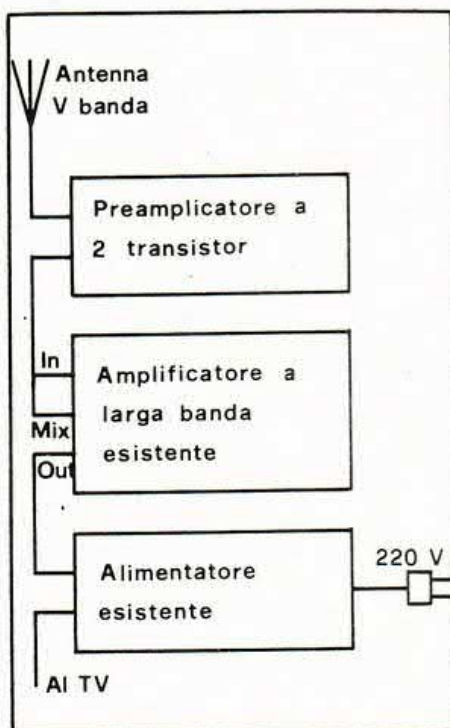 Antenna
V banda
Preamplicatore a
2 transistor
In
Amplificatore a
larga banda
Mix
esistente
Out
220 V
Alimentatore
esistente
Al TV